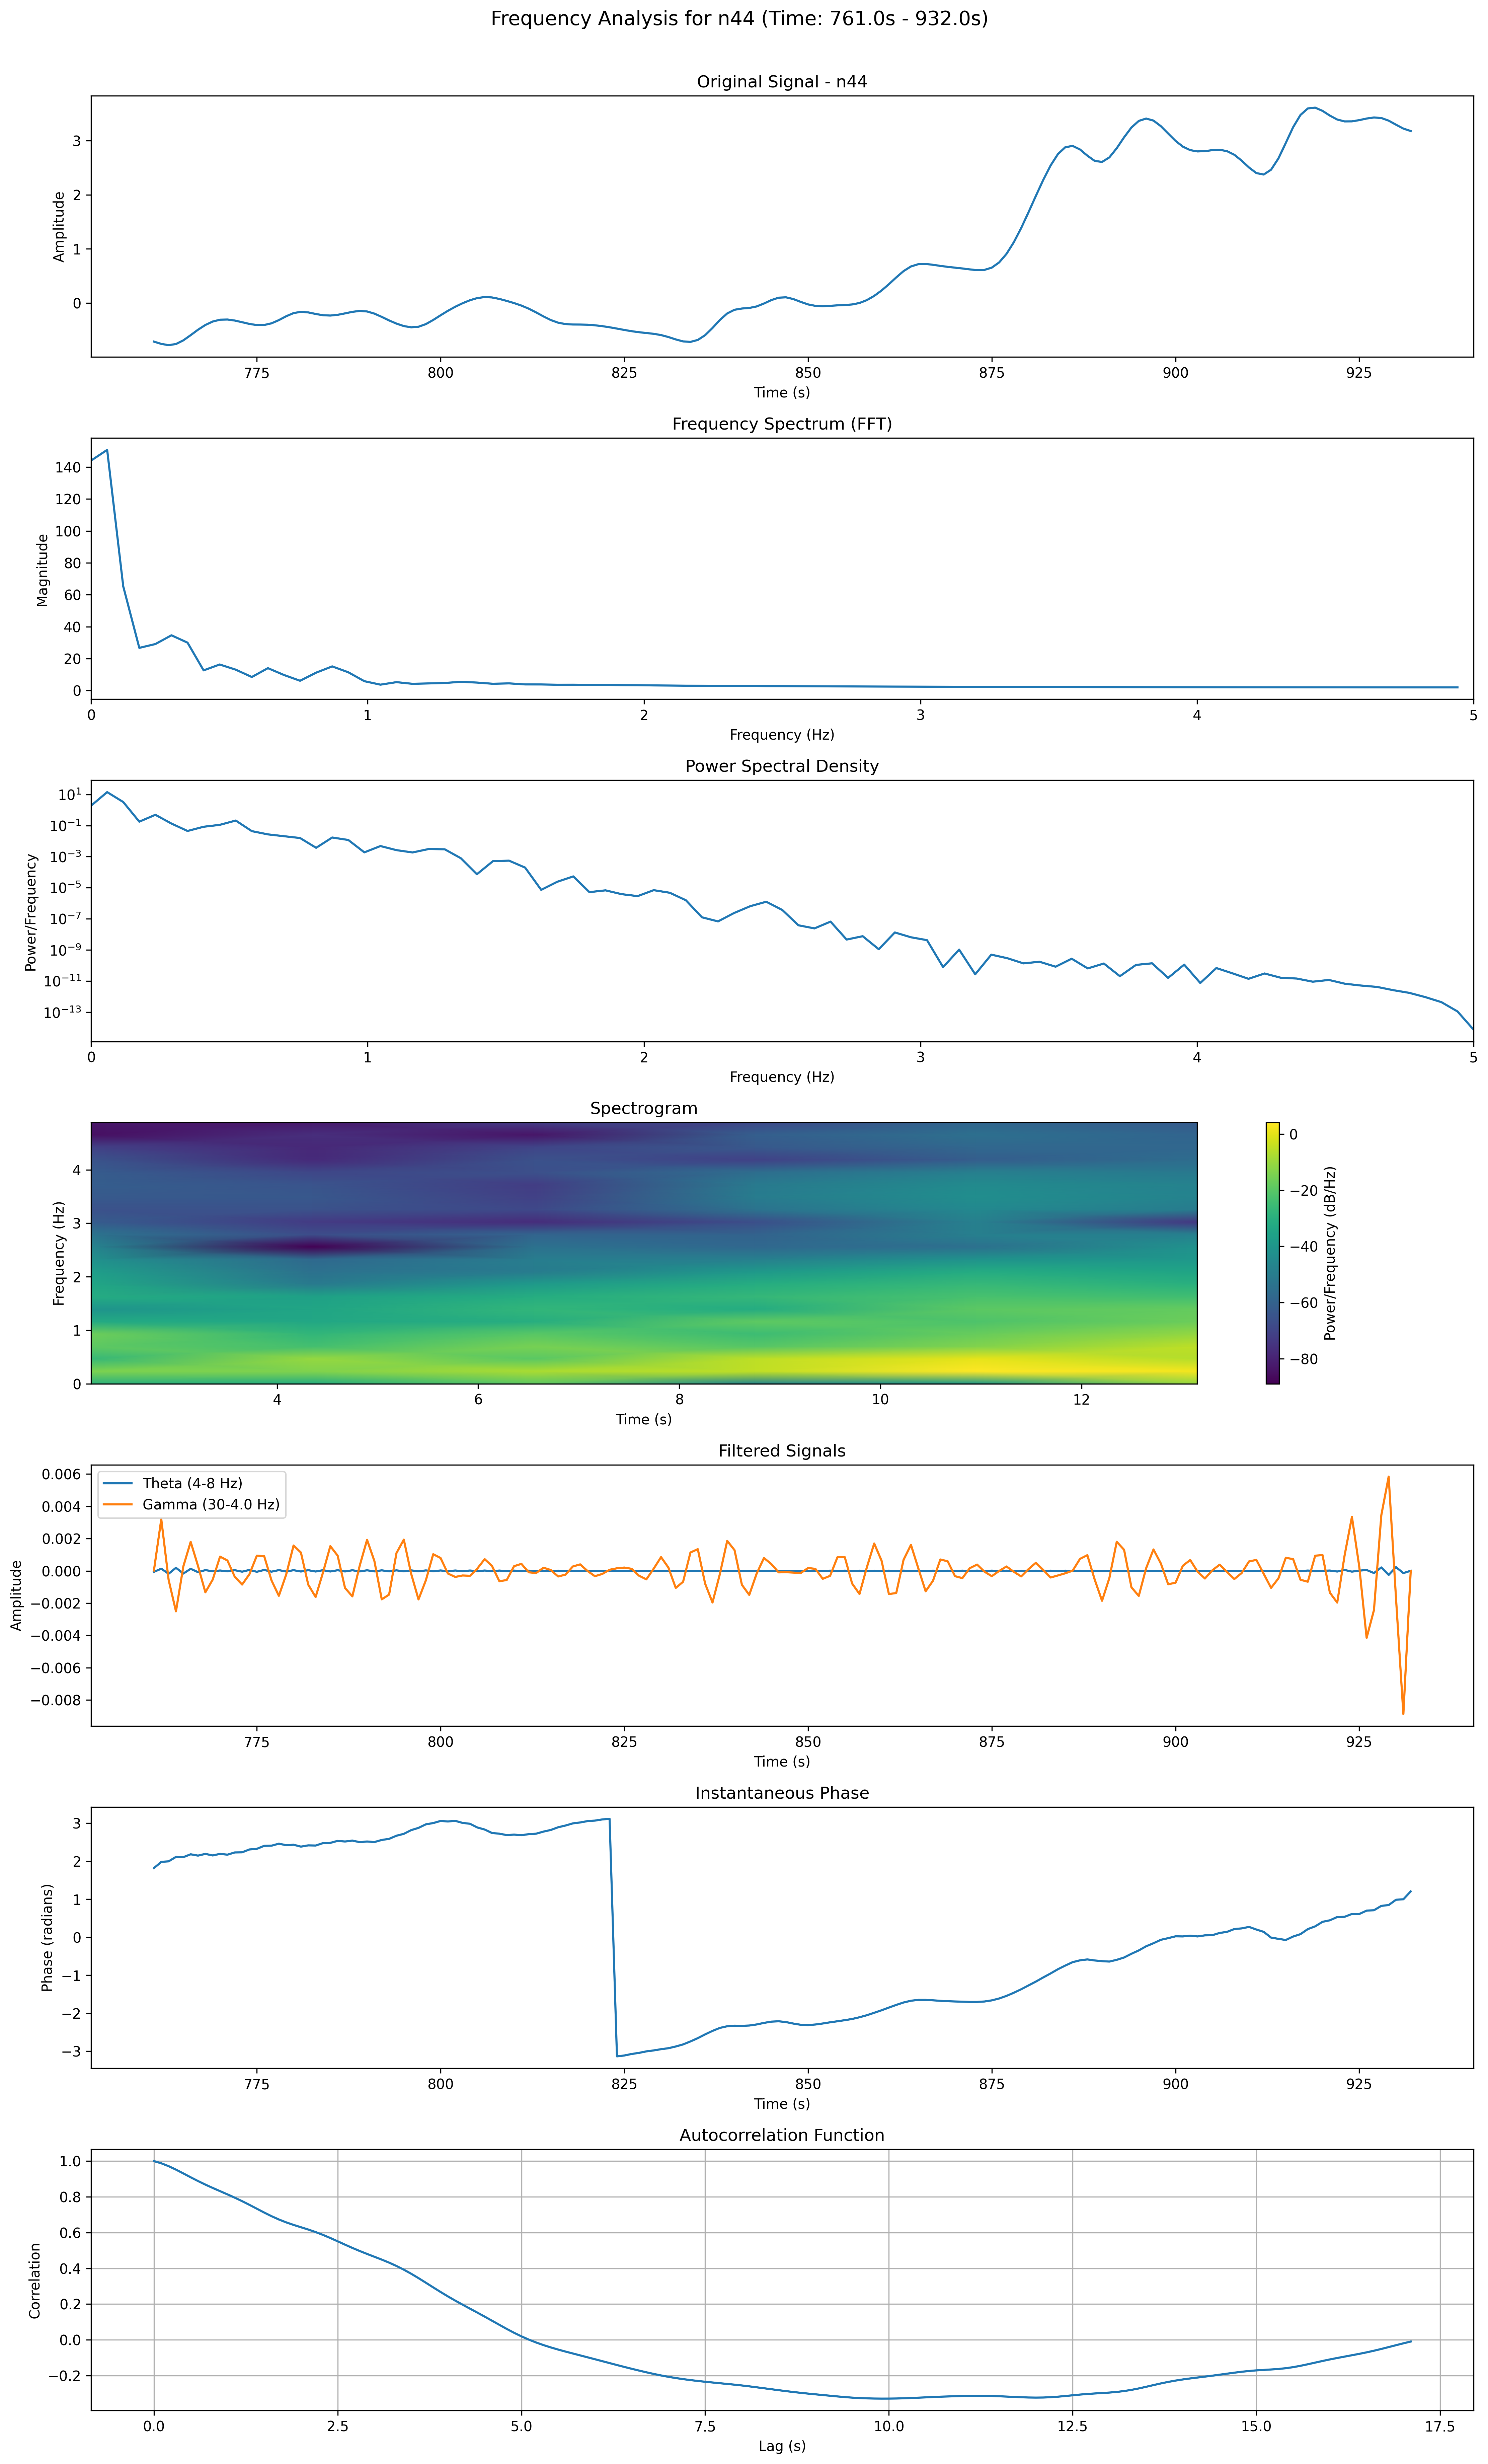 Frequency Analysis for n44 (Time: 761.0s - 932.0s)
Original Signal - n44
Amplitude
3
2
1
0
775 800 825 850 875 900 925
Time (s)
Frequency Spectrum (FFT)
Magnitude
140
120
100
80
60
40
20
0
0 1 2 3 4 5
Frequency (Hz)
Power Spectral Density
Power/Frequency
10¹
10⁻¹
10⁻³
10⁻⁵
10⁻⁷
10⁻⁹
10⁻¹¹
10⁻¹³
0 1 2 3 4 5
Frequency (Hz)
Spectrogram
Frequency (Hz)
4
3
2
1
0
4 6 8 10 12
Time (s)
0
−20
−40
−60
−80
Power/Frequency (dB/Hz)
Filtered Signals
Theta (4-8 Hz)
Gamma (30-4.0 Hz)
Amplitude
0.006
0.004
0.002
0.000
−0.002
−0.004
−0.006
−0.008
775 800 825 850 875 900 925
Time (s)
Instantaneous Phase
Phase (radians)
3
2
1
0
−1
−2
−3
775 800 825 850 875 900 925
Time (s)
Autocorrelation Function
Correlation
1.0
0.8
0.6
0.4
0.2
0.0
−0.2
0.0 2.5 5.0 7.5 10.0 12.5 15.0 17.5
Lag (s)